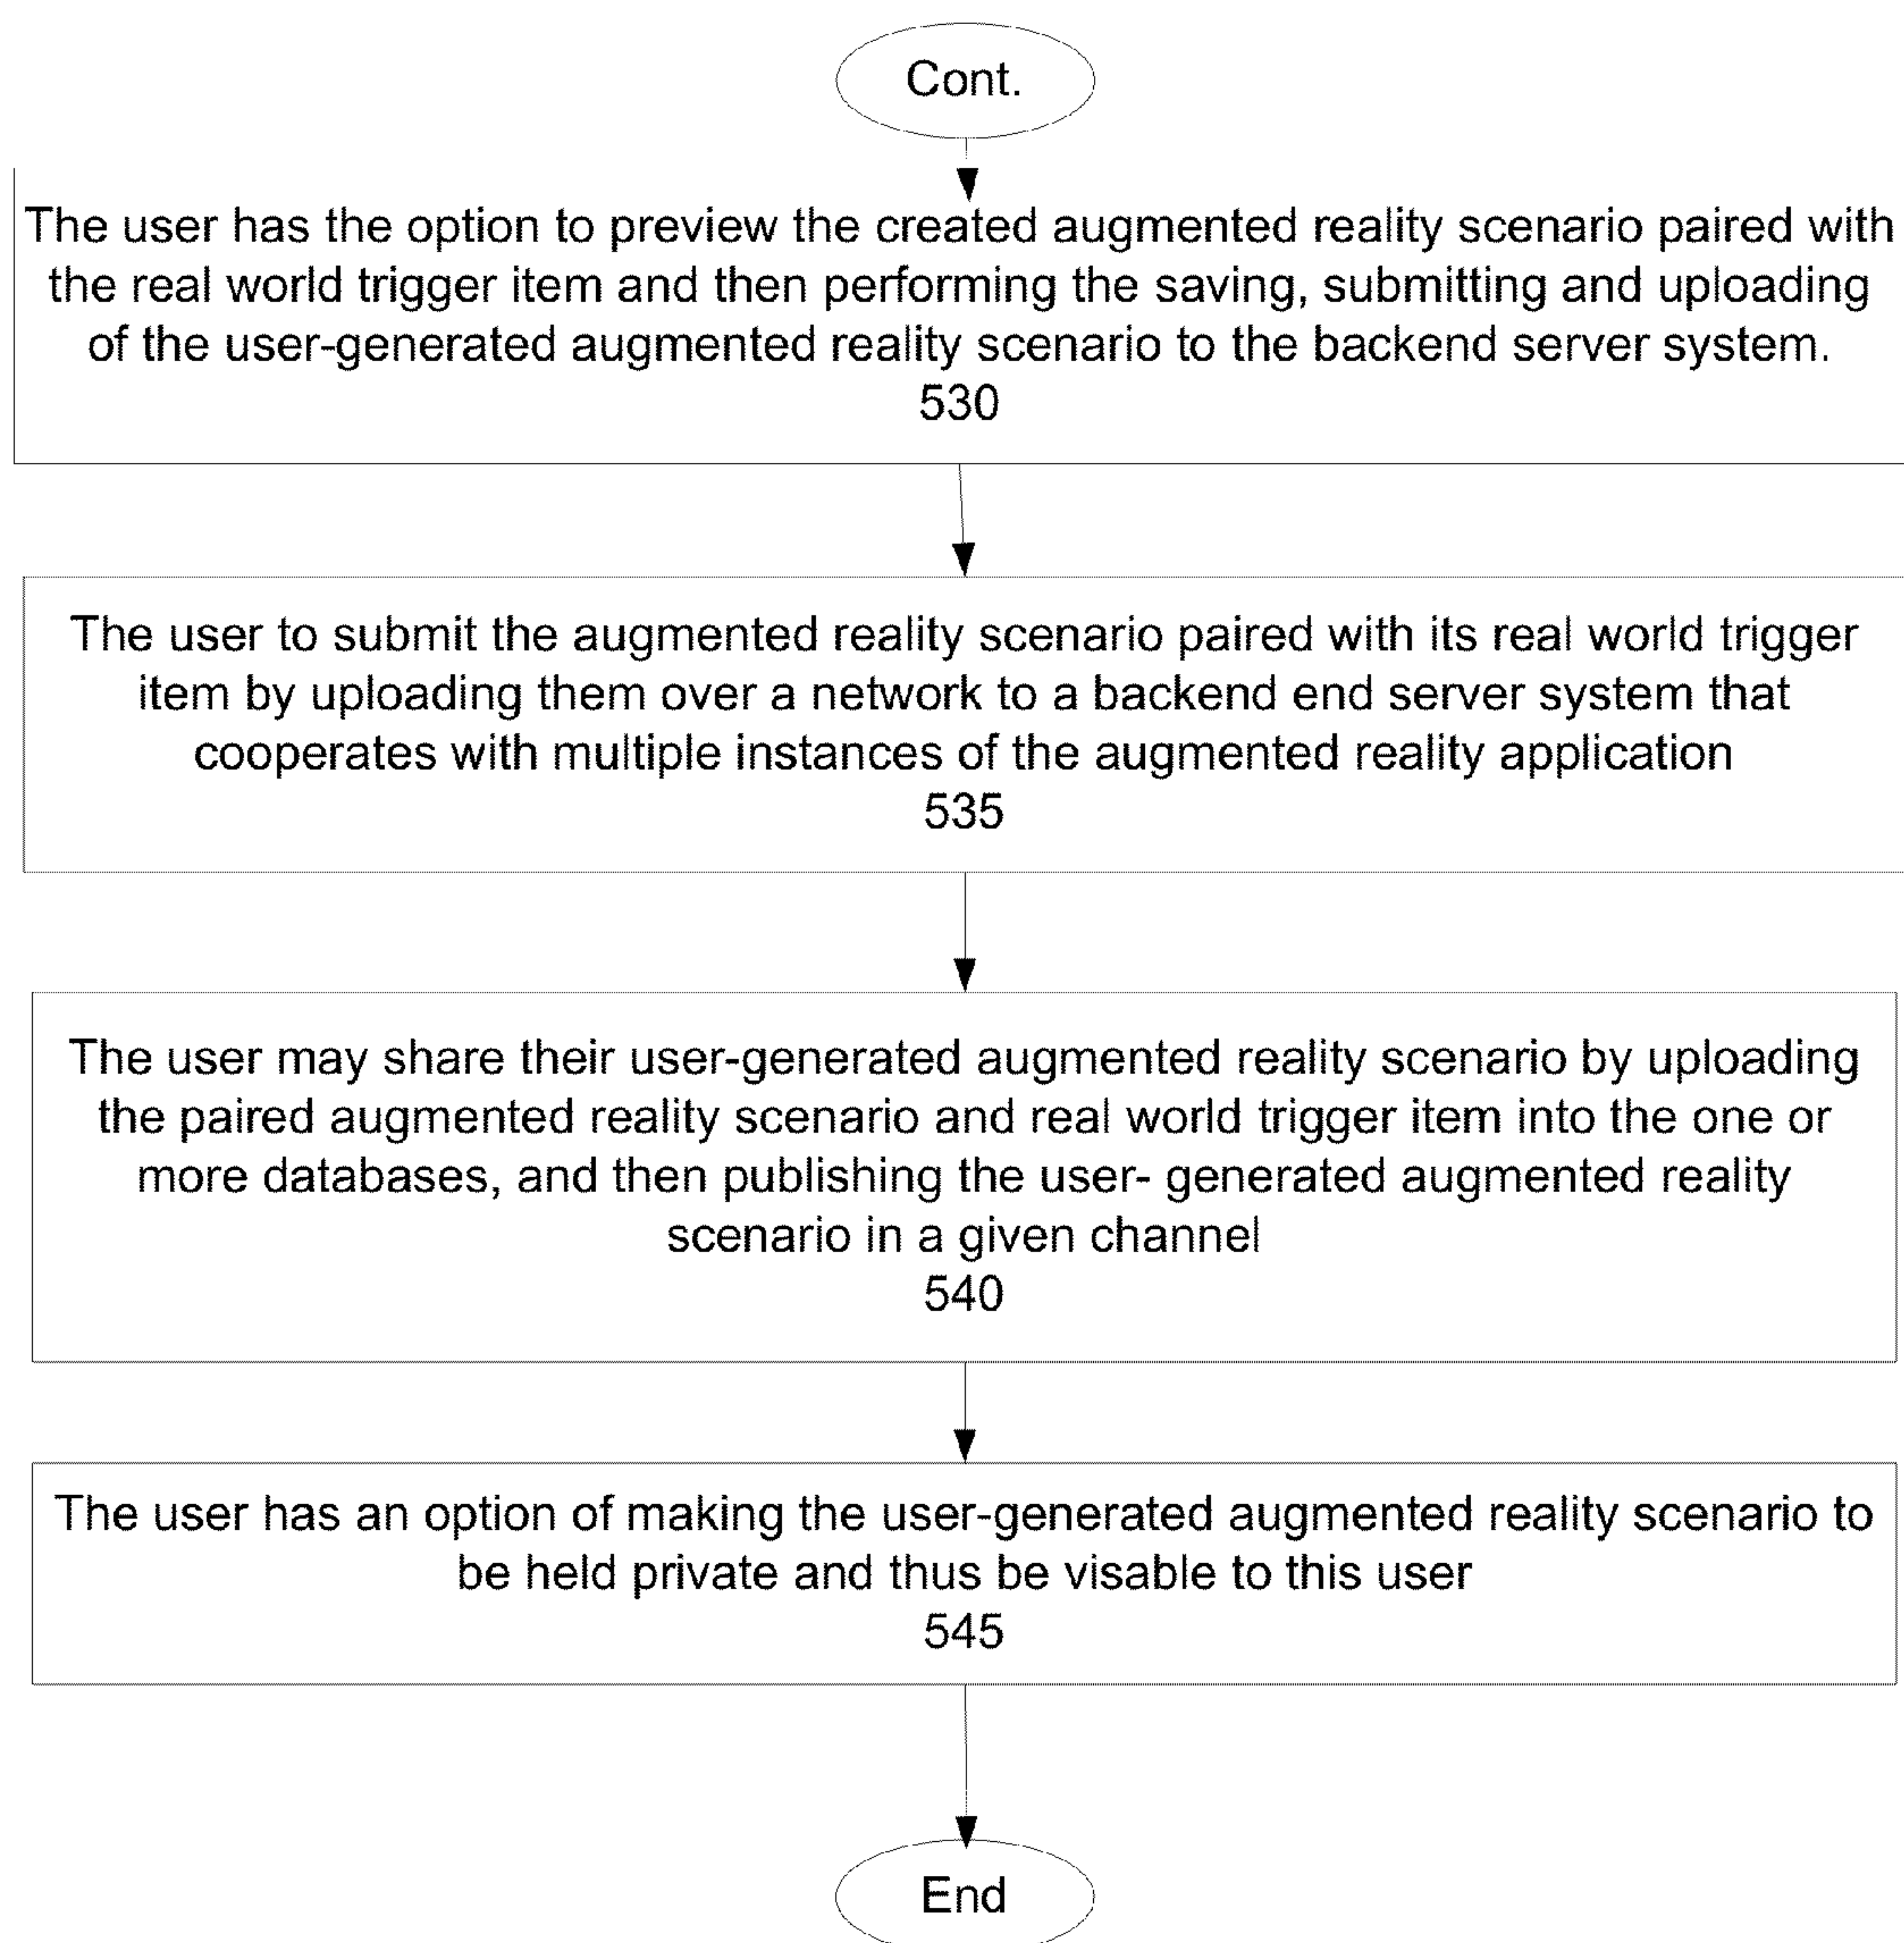 Cont.
The user has the option to preview the created augmented reality scenario paired with
the real world trigger item and then performing the saving, submitting and uploading
of the user-generated augmented reality scenario to the backend server system.
530
The user to submit the augmented reality scenario paired with its real world trigger
item by uploading them over a network to a backend end server system that
cooperates with multiple instances of the augmented reality application
535
The user may share their user-generated augmented reality scenario by uploading
the paired augmented reality scenario and real world trigger item into the one or
more databases, and then publishing the user- generated augmented reality
scenario in a given channel
540
The user has an option of making the user-generated augmented reality scenario to
be held private and thus be visable to this user
545
End